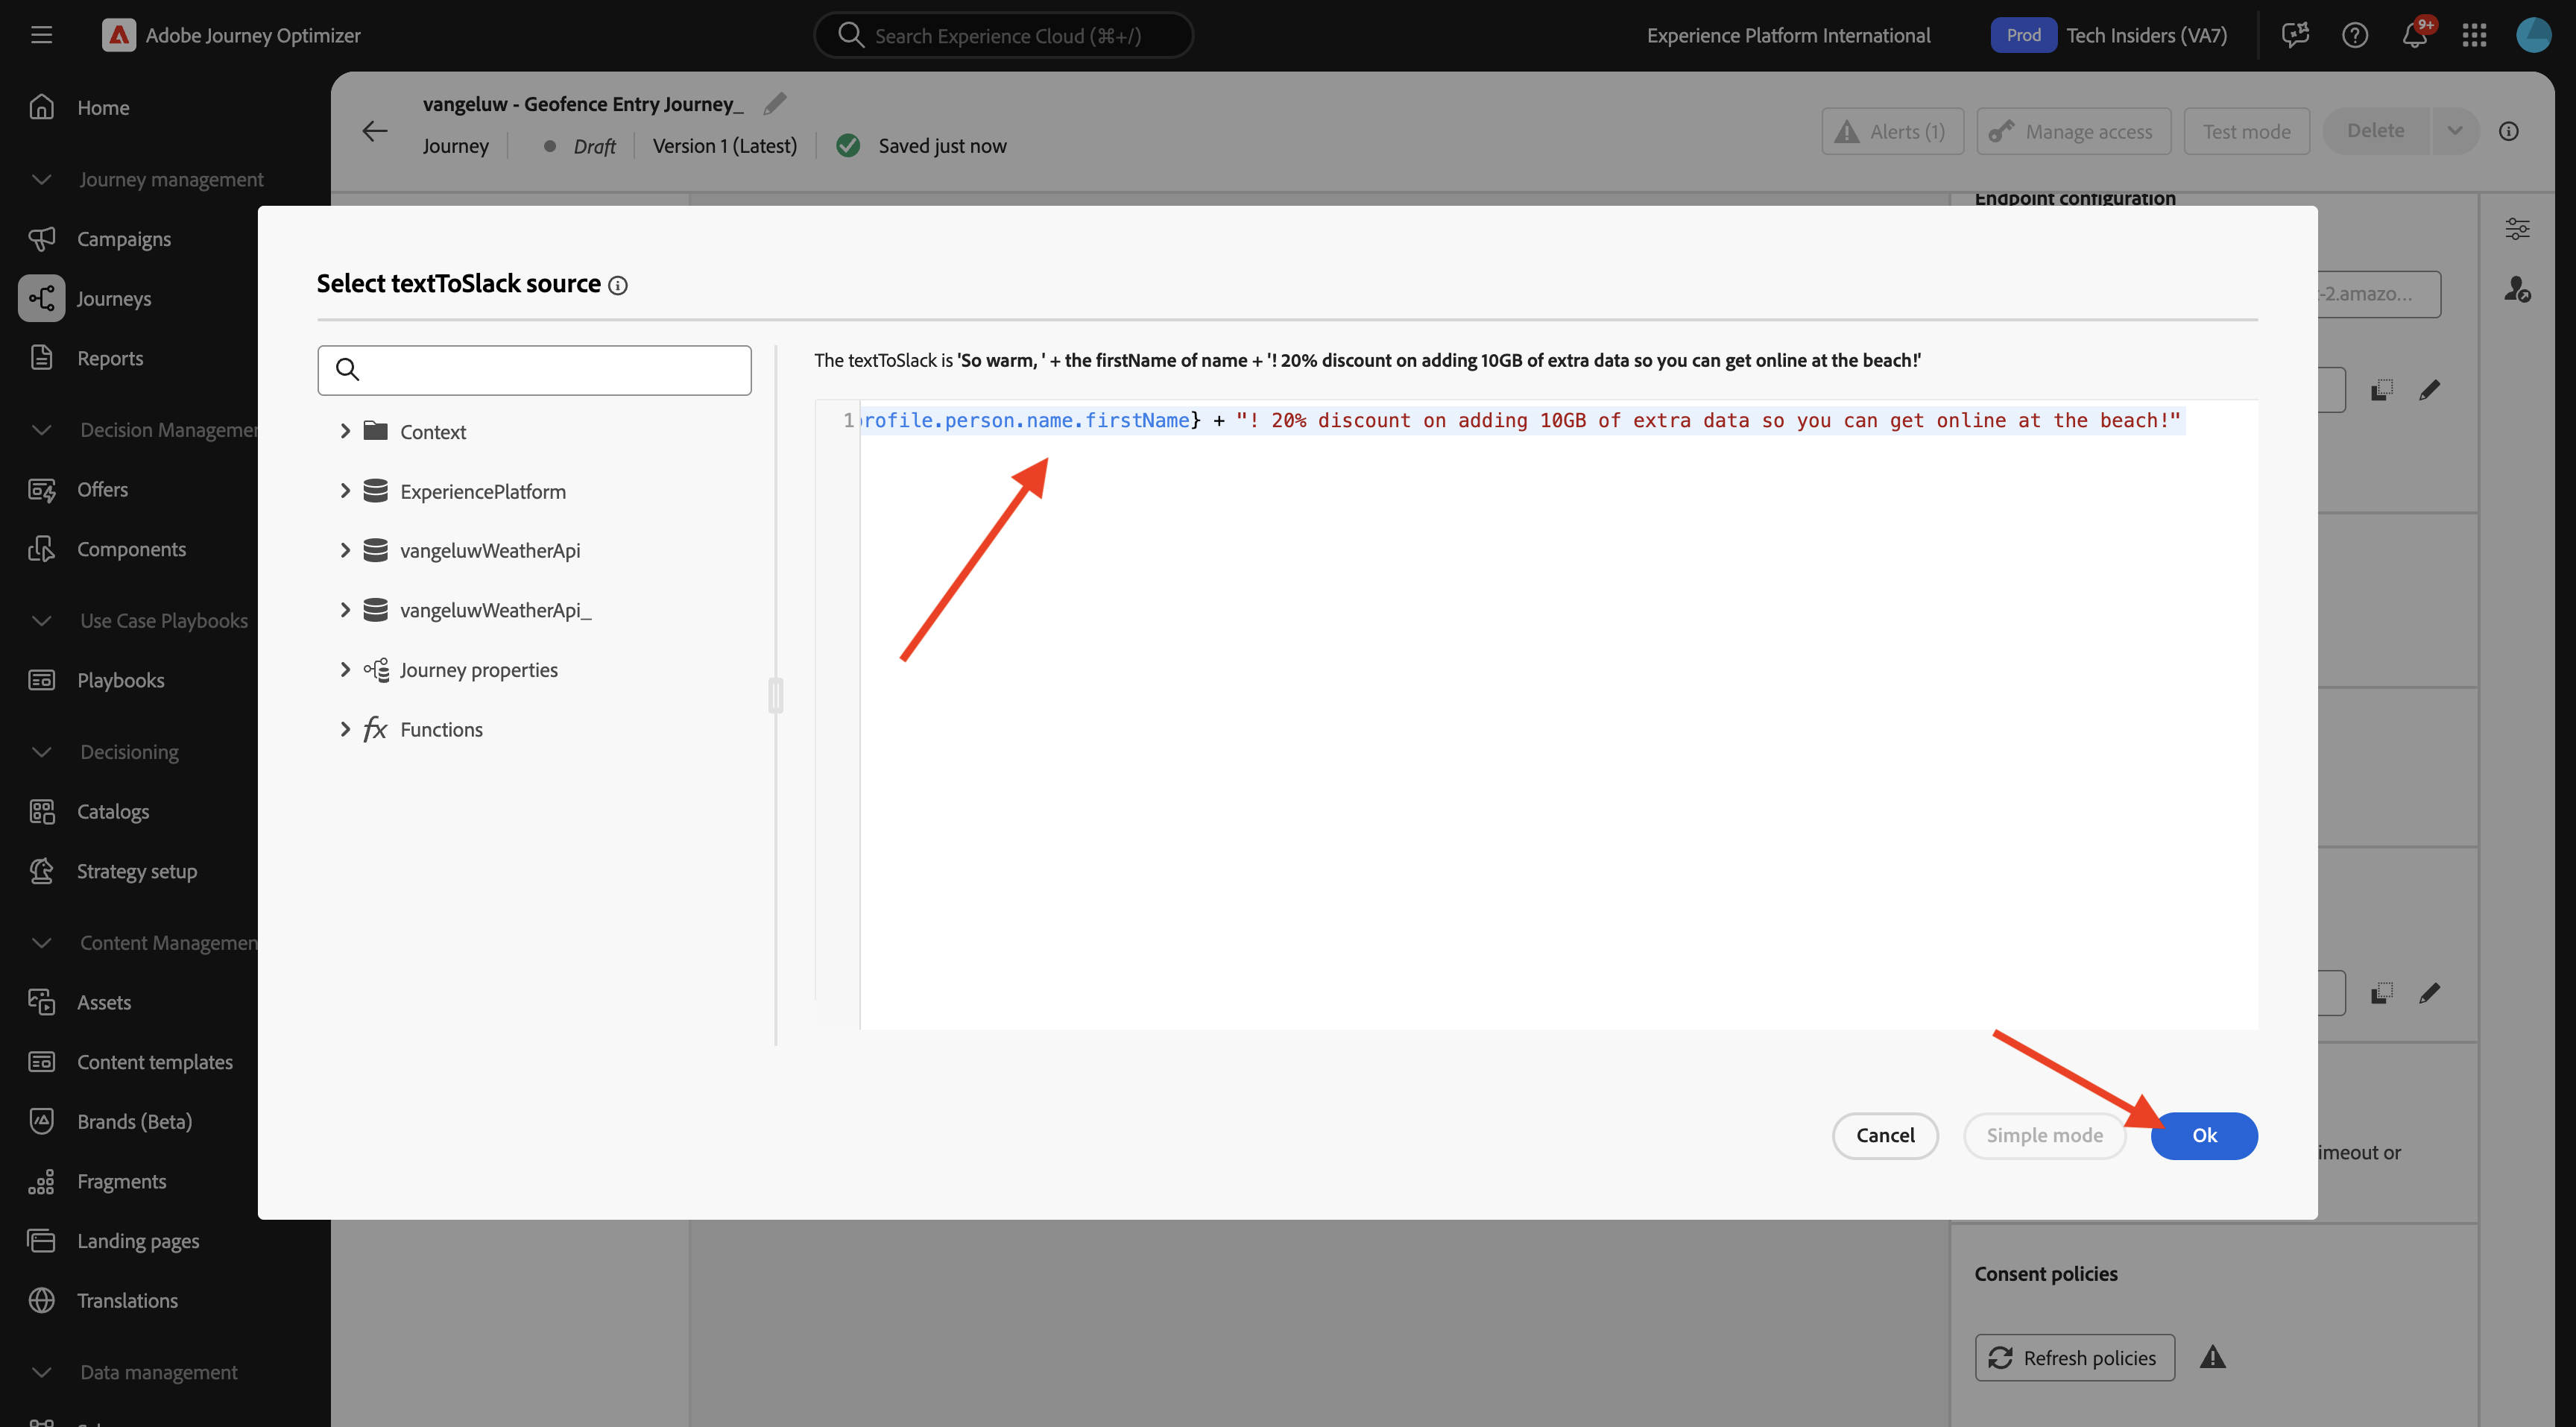 Adobe Journey Optimizer
Search Experience Cloud (⌘+/)
Experience Platform International
Prod
Tech Insiders (VA7)
9+
Home
Journey management
Campaigns
Journeys
Reports
Decision Managemen
Offers
Components
Use Case Playbooks
Playbooks
Decisioning
Catalogs
Strategy setup
Content Managemen
Assets
Content templates
Brands (Beta)
Fragments
Landing pages
Translations
Data management
vangeluw - Geofence Entry Journey_
Journey
Draft
Version 1 (Latest)
Saved just now
Alerts (1)
Manage access
Test mode
Delete
Endpoint configuration
-2.amazo...
Select textToSlack source
Context
ExperiencePlatform
vangeluwWeatherApi
vangeluwWeatherApi_
Journey properties
Functions
The textToSlack is 'So warm, ' + the firstName of name + '! 20% discount on adding 10GB of extra data so you can get online at the beach!'
1
rofile.person.name.firstName} + "! 20% discount on adding 10GB of extra data so you can get online at the beach!"
Cancel
Simple mode
Ok
imeout or
Consent policies
Refresh policies